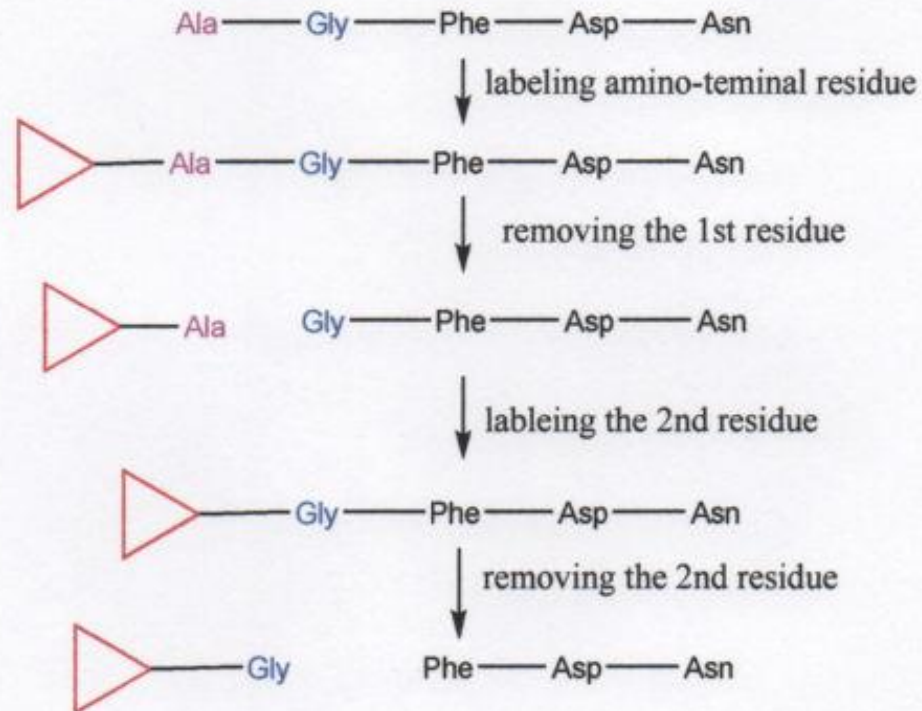 Ala Gly Phe Asp Asn
labeling amino-teminal residue
Ala Gly Phe Asp Asn
removing the 1st residue
Ala Gly Phe Asp Asn
lableing the 2nd residue
Gly Phe Asp Asn
removing the 2nd residue
Gly Phe Asp Asn